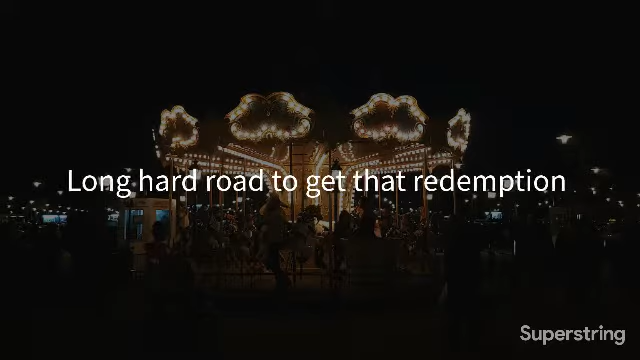 Long hard road to get that redemption
Superstring